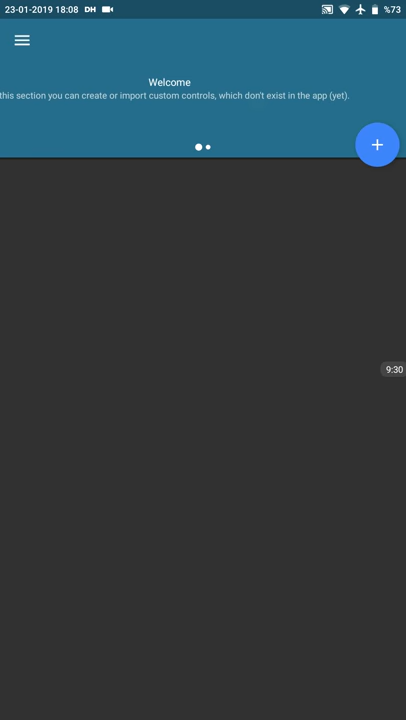 23-01-2019 18:08 DH %73
Welcome
this section you can create or import custom controls, which don't exist in the app (yet).
9:30